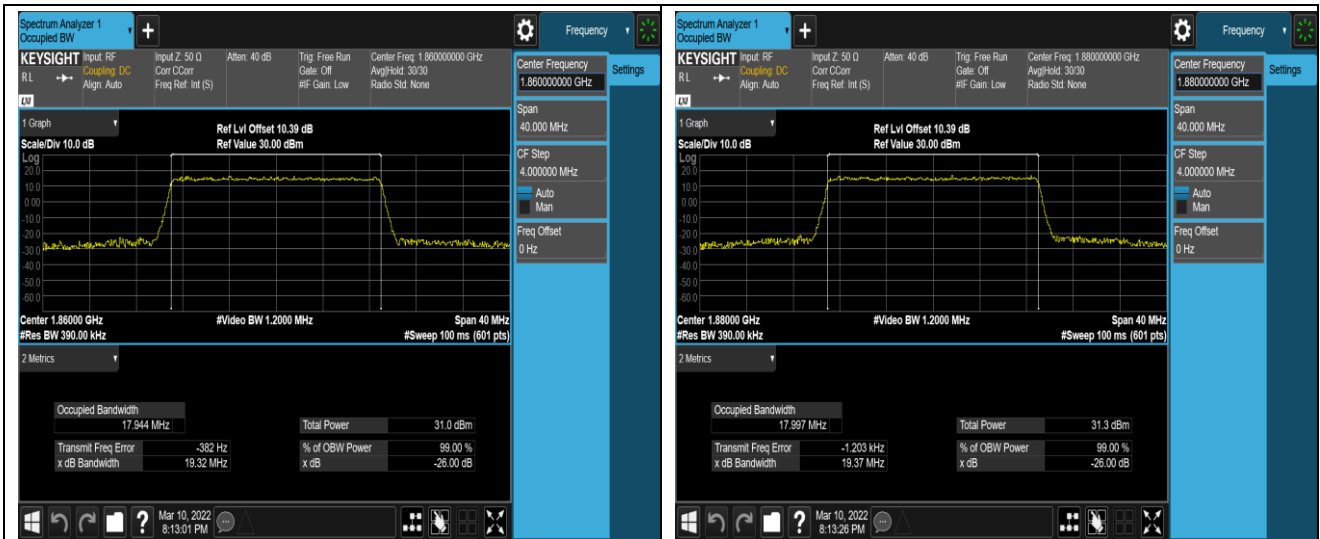 Spectrum Analyzer 1
Occupied BW
+
Frequency
KEYSIGHT
Input: RF
Input Z: 50 Ω
Atten: 40 dB
Trig: Free Run
Center Freq: 1.860000000 GHz
RL
Coupling: DC
Corr CCorr
Gate: Off
Avg|Hold: 30/30
Align: Auto
Freq Ref: Int (S)
#IF Gain: Low
Radio Std: None
LXI
Center Frequency
1.860000000 GHz
Settings
Span
40.000 MHz
CF Step
4.000000 MHz
Auto
Man
Freq Offset
0 Hz
1 Graph
Ref Lvl Offset 10.39 dB
Scale/Div 10.0 dB
Ref Value 30.00 dBm
Log
20.0
10.0
0.00
-10.0
-20.0
-30.0
-40.0
-50.0
-60.0
Center 1.86000 GHz
#Video BW 1.2000 MHz
Span 40 MHz
#Res BW 390.00 kHz
#Sweep 100 ms (601 pts)
2 Metrics
Occupied Bandwidth
17.944 MHz
Total Power 31.0 dBm
Transmit Freq Error -382 Hz
% of OBW Power 99.00 %
x dB Bandwidth 19.32 MHz
x dB -26.00 dB
?
Mar 10, 2022
8:13:01 PM
Spectrum Analyzer 1
Occupied BW
+
Frequency
KEYSIGHT
Input: RF
Input Z: 50 Ω
Atten: 40 dB
Trig: Free Run
Center Freq: 1.880000000 GHz
RL
Coupling: DC
Corr CCorr
Gate: Off
Avg|Hold: 30/30
Align: Auto
Freq Ref: Int (S)
#IF Gain: Low
Radio Std: None
LXI
Center Frequency
1.880000000 GHz
Settings
Span
40.000 MHz
CF Step
4.000000 MHz
Auto
Man
Freq Offset
0 Hz
1 Graph
Ref Lvl Offset 10.39 dB
Scale/Div 10.0 dB
Ref Value 30.00 dBm
Log
20.0
10.0
0.00
-10.0
-20.0
-30.0
-40.0
-50.0
-60.0
Center 1.88000 GHz
#Video BW 1.2000 MHz
Span 40 MHz
#Res BW 390.00 kHz
#Sweep 100 ms (601 pts)
2 Metrics
Occupied Bandwidth
17.997 MHz
Total Power 31.3 dBm
Transmit Freq Error -1.203 kHz
% of OBW Power 99.00 %
x dB Bandwidth 19.37 MHz
x dB -26.00 dB
?
Mar 10, 2022
8:13:26 PM